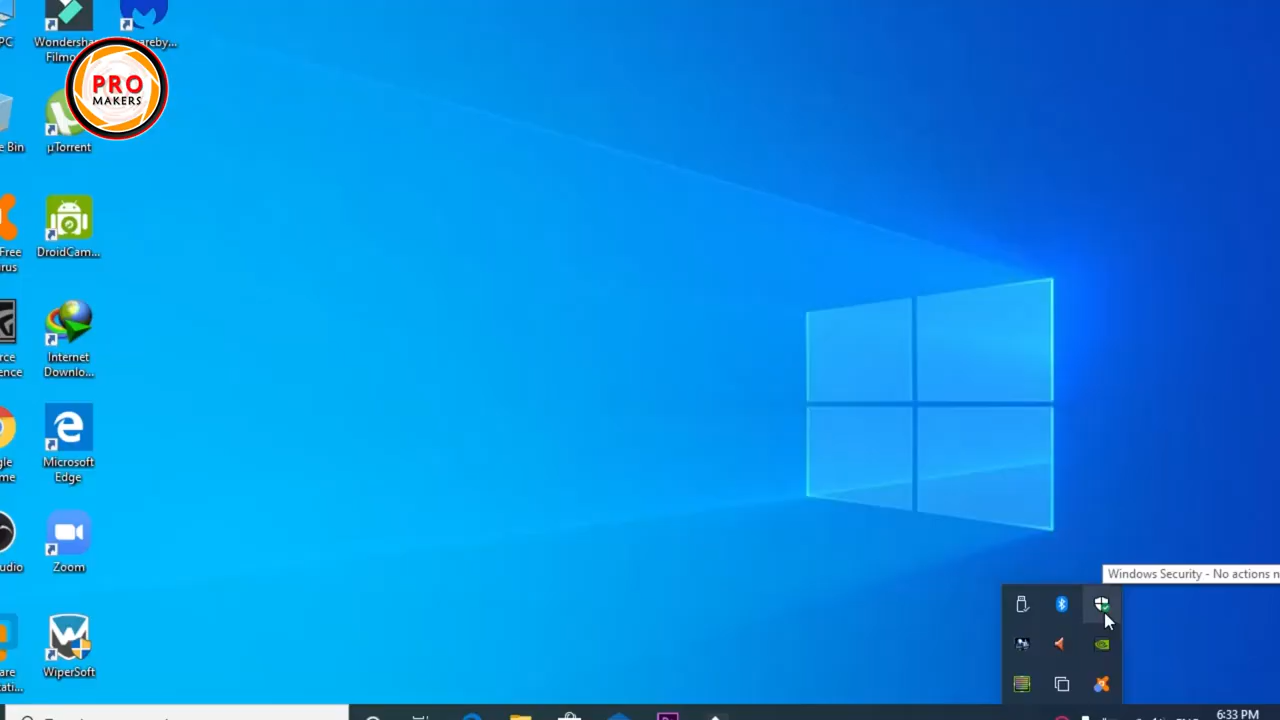 PC
Wondersha
Filmo
areby...
PRO
MAKERS
e Bin
µTorrent
Free
rus
DroidCam...
rce
ence
Internet
Downlo...
gle
me
Microsoft
Edge
udio
Zoom
are
ati...
WiperSoft
Windows Security - No actions n
6:33 PM